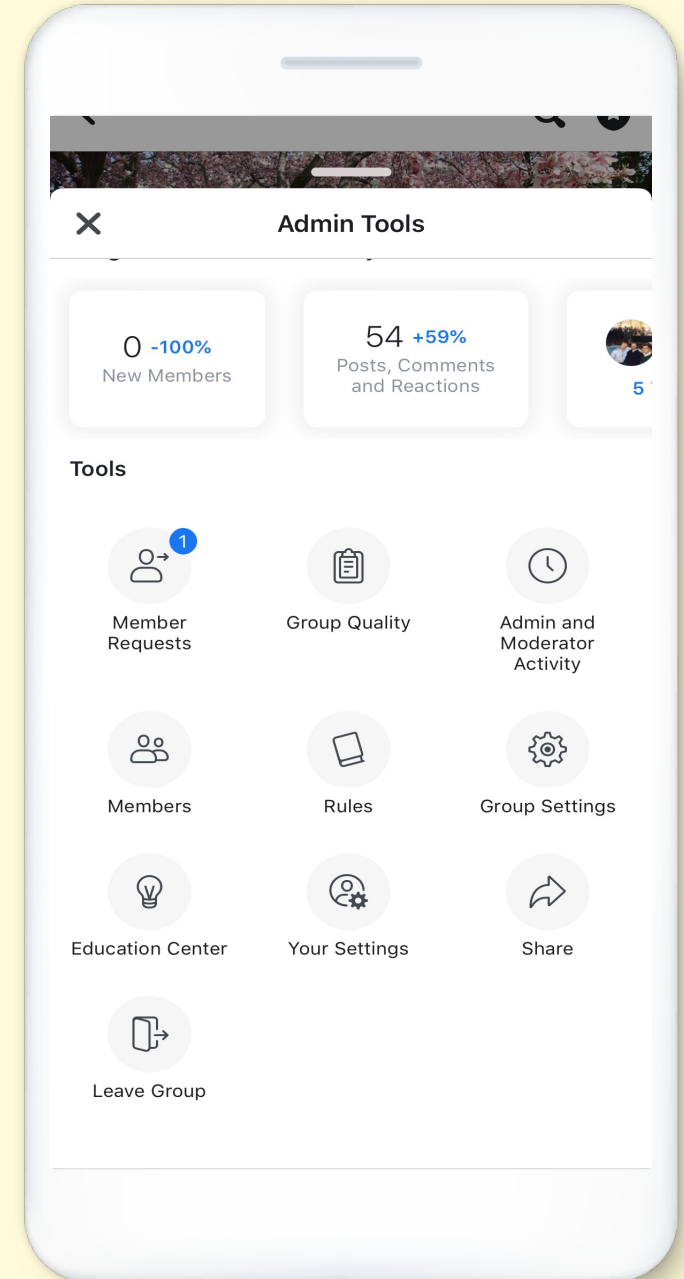 Admin Tools
0 -100%
New Members
54 +59%
Posts, Comments
and Reactions
5
Tools
1
Member
Requests
Group Quality
Admin and
Moderator
Activity
Members
Rules
Group Settings
Education Center
Your Settings
Share
Leave Group